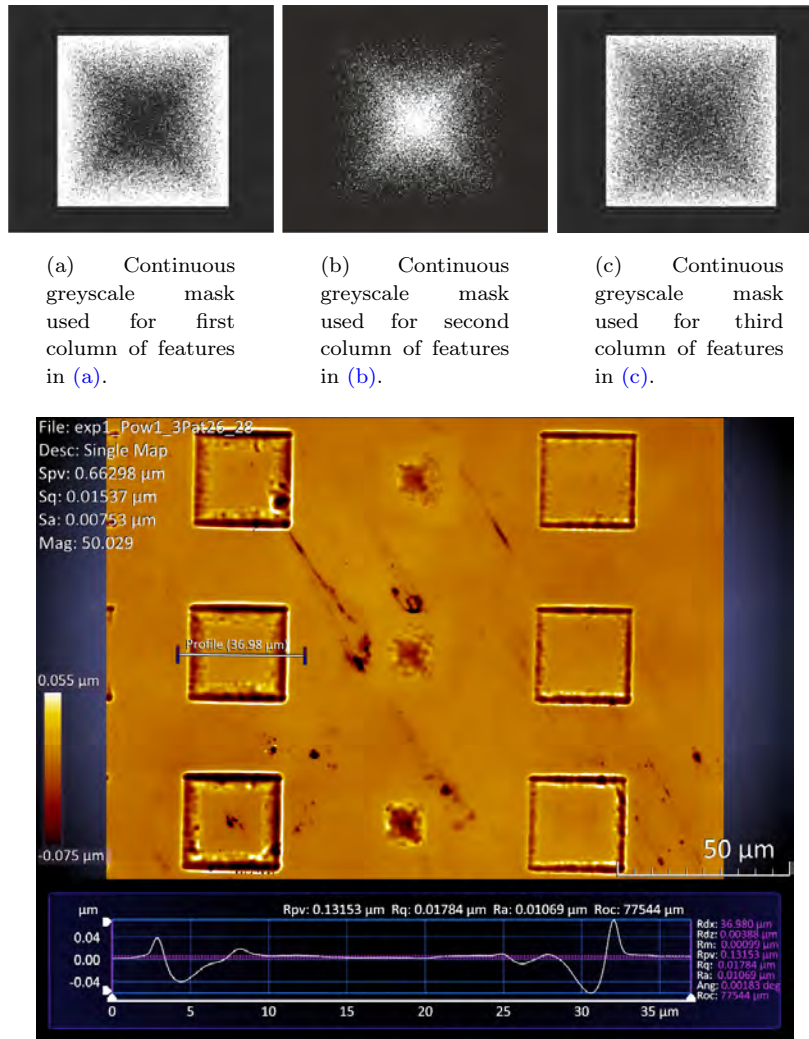 (a) Continuous
greyscale mask
used for first
column of features
in (a).
(b) Continuous
greyscale mask
used for second
column of features
in (b).
(c) Continuous
greyscale mask
used for third
column of features
in (c).
File: exp1_Pow1_3Pat26_28
Desc: Single Map
Spv: 0.66298 µm
Sq: 0.01537 µm
Sa: 0.00753 µm
Mag: 50.029
Profile (36.98 µm)
0.055 µm
-0.075 µm
50 µm
µm
Rpv: 0.13153 µm Rq: 0.01784 µm Ra: 0.01069 µm Roc: 77544 µm
0.04
0.00
-0.04
0 5 10 15 20 25 30 35 µm
Rdx: 36.980 µm
Rdz: 0.00388 µm
Rm: 0.00099 µm
Rpv: 0.13153 µm
Rq: 0.01784 µm
Ra: 0.01069 µm
Ang: 0.00183 deg
Roc: 77544 µm